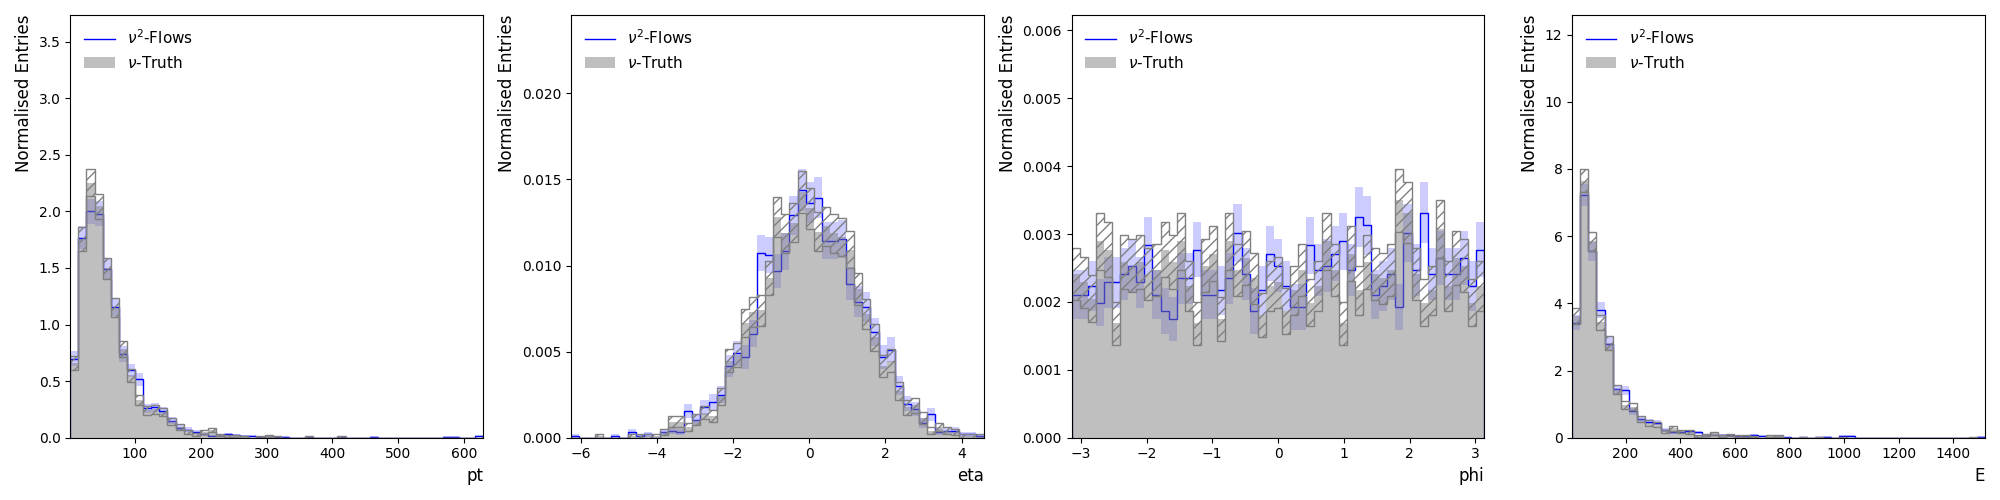 Normalised Entries
3.5
3.0
2.5
2.0
1.5
1.0
0.5
0.0
ν²-Flows
ν-Truth
100 200 300 400 500 600
pt
Normalised Entries
0.020
0.015
0.010
0.005
0.000
ν²-Flows
ν-Truth
−6 −4 −2 0 2 4
eta
Normalised Entries
0.006
0.005
0.004
0.003
0.002
0.001
0.000
ν²-Flows
ν-Truth
−3 −2 −1 0 1 2 3
phi
Normalised Entries
12
10
8
6
4
2
0
ν²-Flows
ν-Truth
200 400 600 800 1000 1200 1400
E